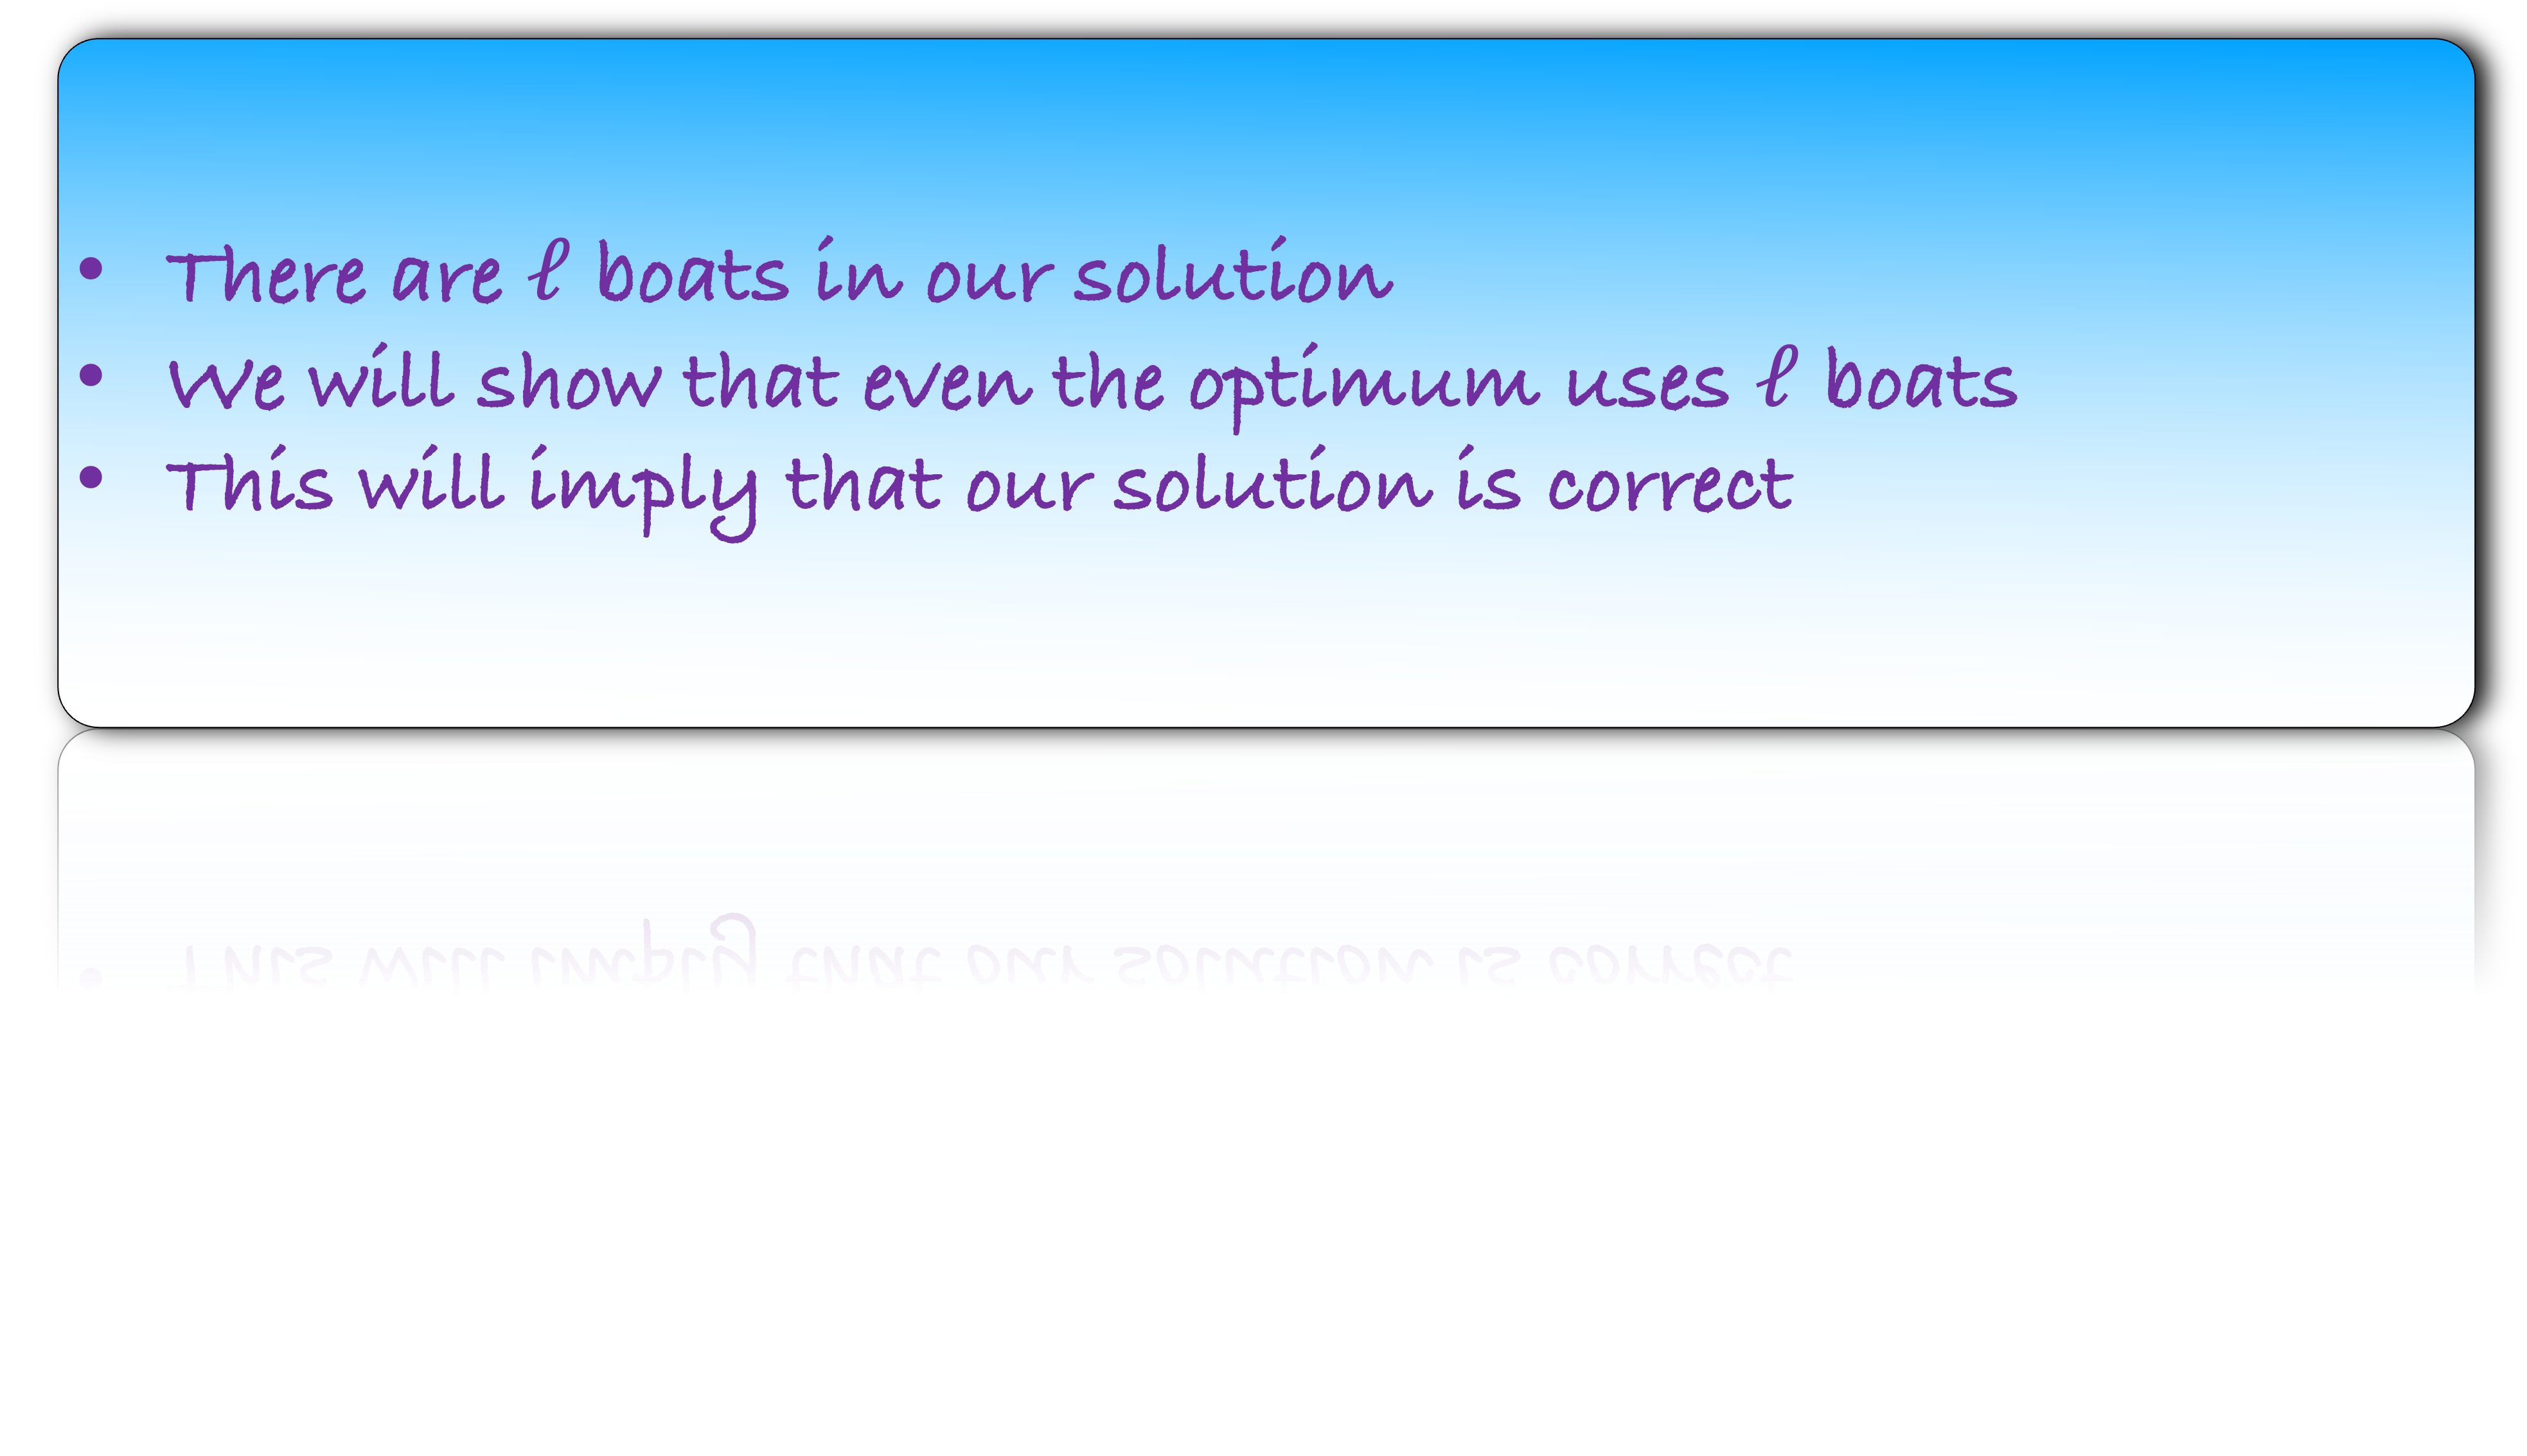 • There are ℓ boats in our solution
• We will show that even the optimum uses ℓ boats
• This will imply that our solution is correct